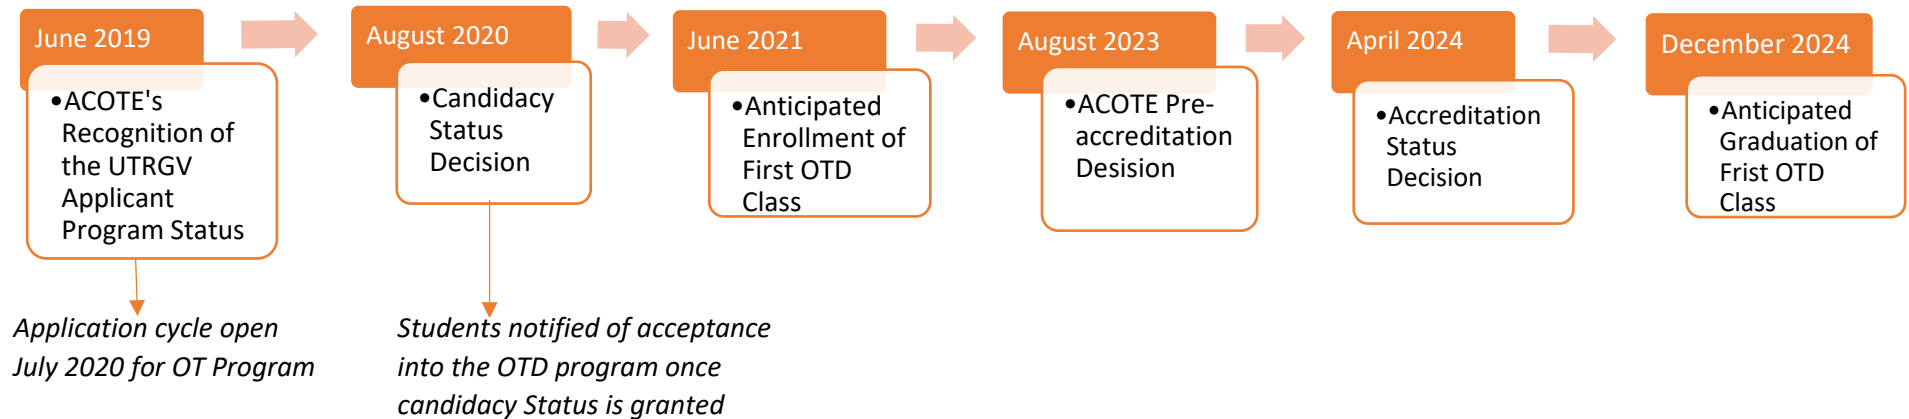 June 2019
•ACOTE's
Recognition of
the UTRGV
Applicant
Program Status
Application cycle open
July 2020 for OT Program
August 2020
•Candidacy
Status
Decision
Students notified of acceptance
into the OTD program once
candidacy Status is granted
June 2021
•Anticipated
Enrollment of
First OTD
Class
August 2023
•ACOTE Pre-
accreditation
Desision
April 2024
•Accreditation
Status
Decision
December 2024
•Anticipated
Graduation of
Frist OTD
Class